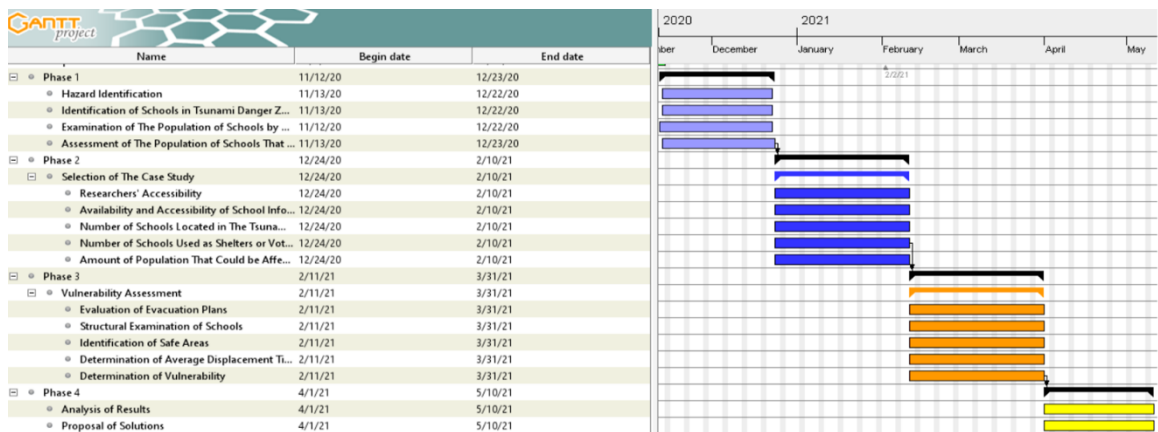 GANTT
project
2020 2021
ber December January February March April May
Name Begin date End date
2/2/21
Phase 1 11/12/20 12/23/20
Hazard Identification 11/13/20 12/22/20
Identification of Schools in Tsunami Danger Z... 11/13/20 12/22/20
Examination of The Population of Schools by ... 11/12/20 12/22/20
Assessment of The Population of Schools That ... 11/13/20 12/23/20
Phase 2 12/24/20 2/10/21
Selection of The Case Study 12/24/20 2/10/21
Researchers' Accessibility 12/24/20 2/10/21
Availability and Accessibility of School Info... 12/24/20 2/10/21
Number of Schools Located in The Tsuna... 12/24/20 2/10/21
Number of Schools Used as Shelters or Vot... 12/24/20 2/10/21
Amount of Population That Could be Affe... 12/24/20 2/10/21
Phase 3 2/11/21 3/31/21
Vulnerability Assessment 2/11/21 3/31/21
Evaluation of Evacuation Plans 2/11/21 3/31/21
Structural Examination of Schools 2/11/21 3/31/21
Identification of Safe Areas 2/11/21 3/31/21
Determination of Average Displacement Ti... 2/11/21 3/31/21
Determination of Vulnerability 2/11/21 3/31/21
Phase 4 4/1/21 5/10/21
Analysis of Results 4/1/21 5/10/21
Proposal of Solutions 4/1/21 5/10/21